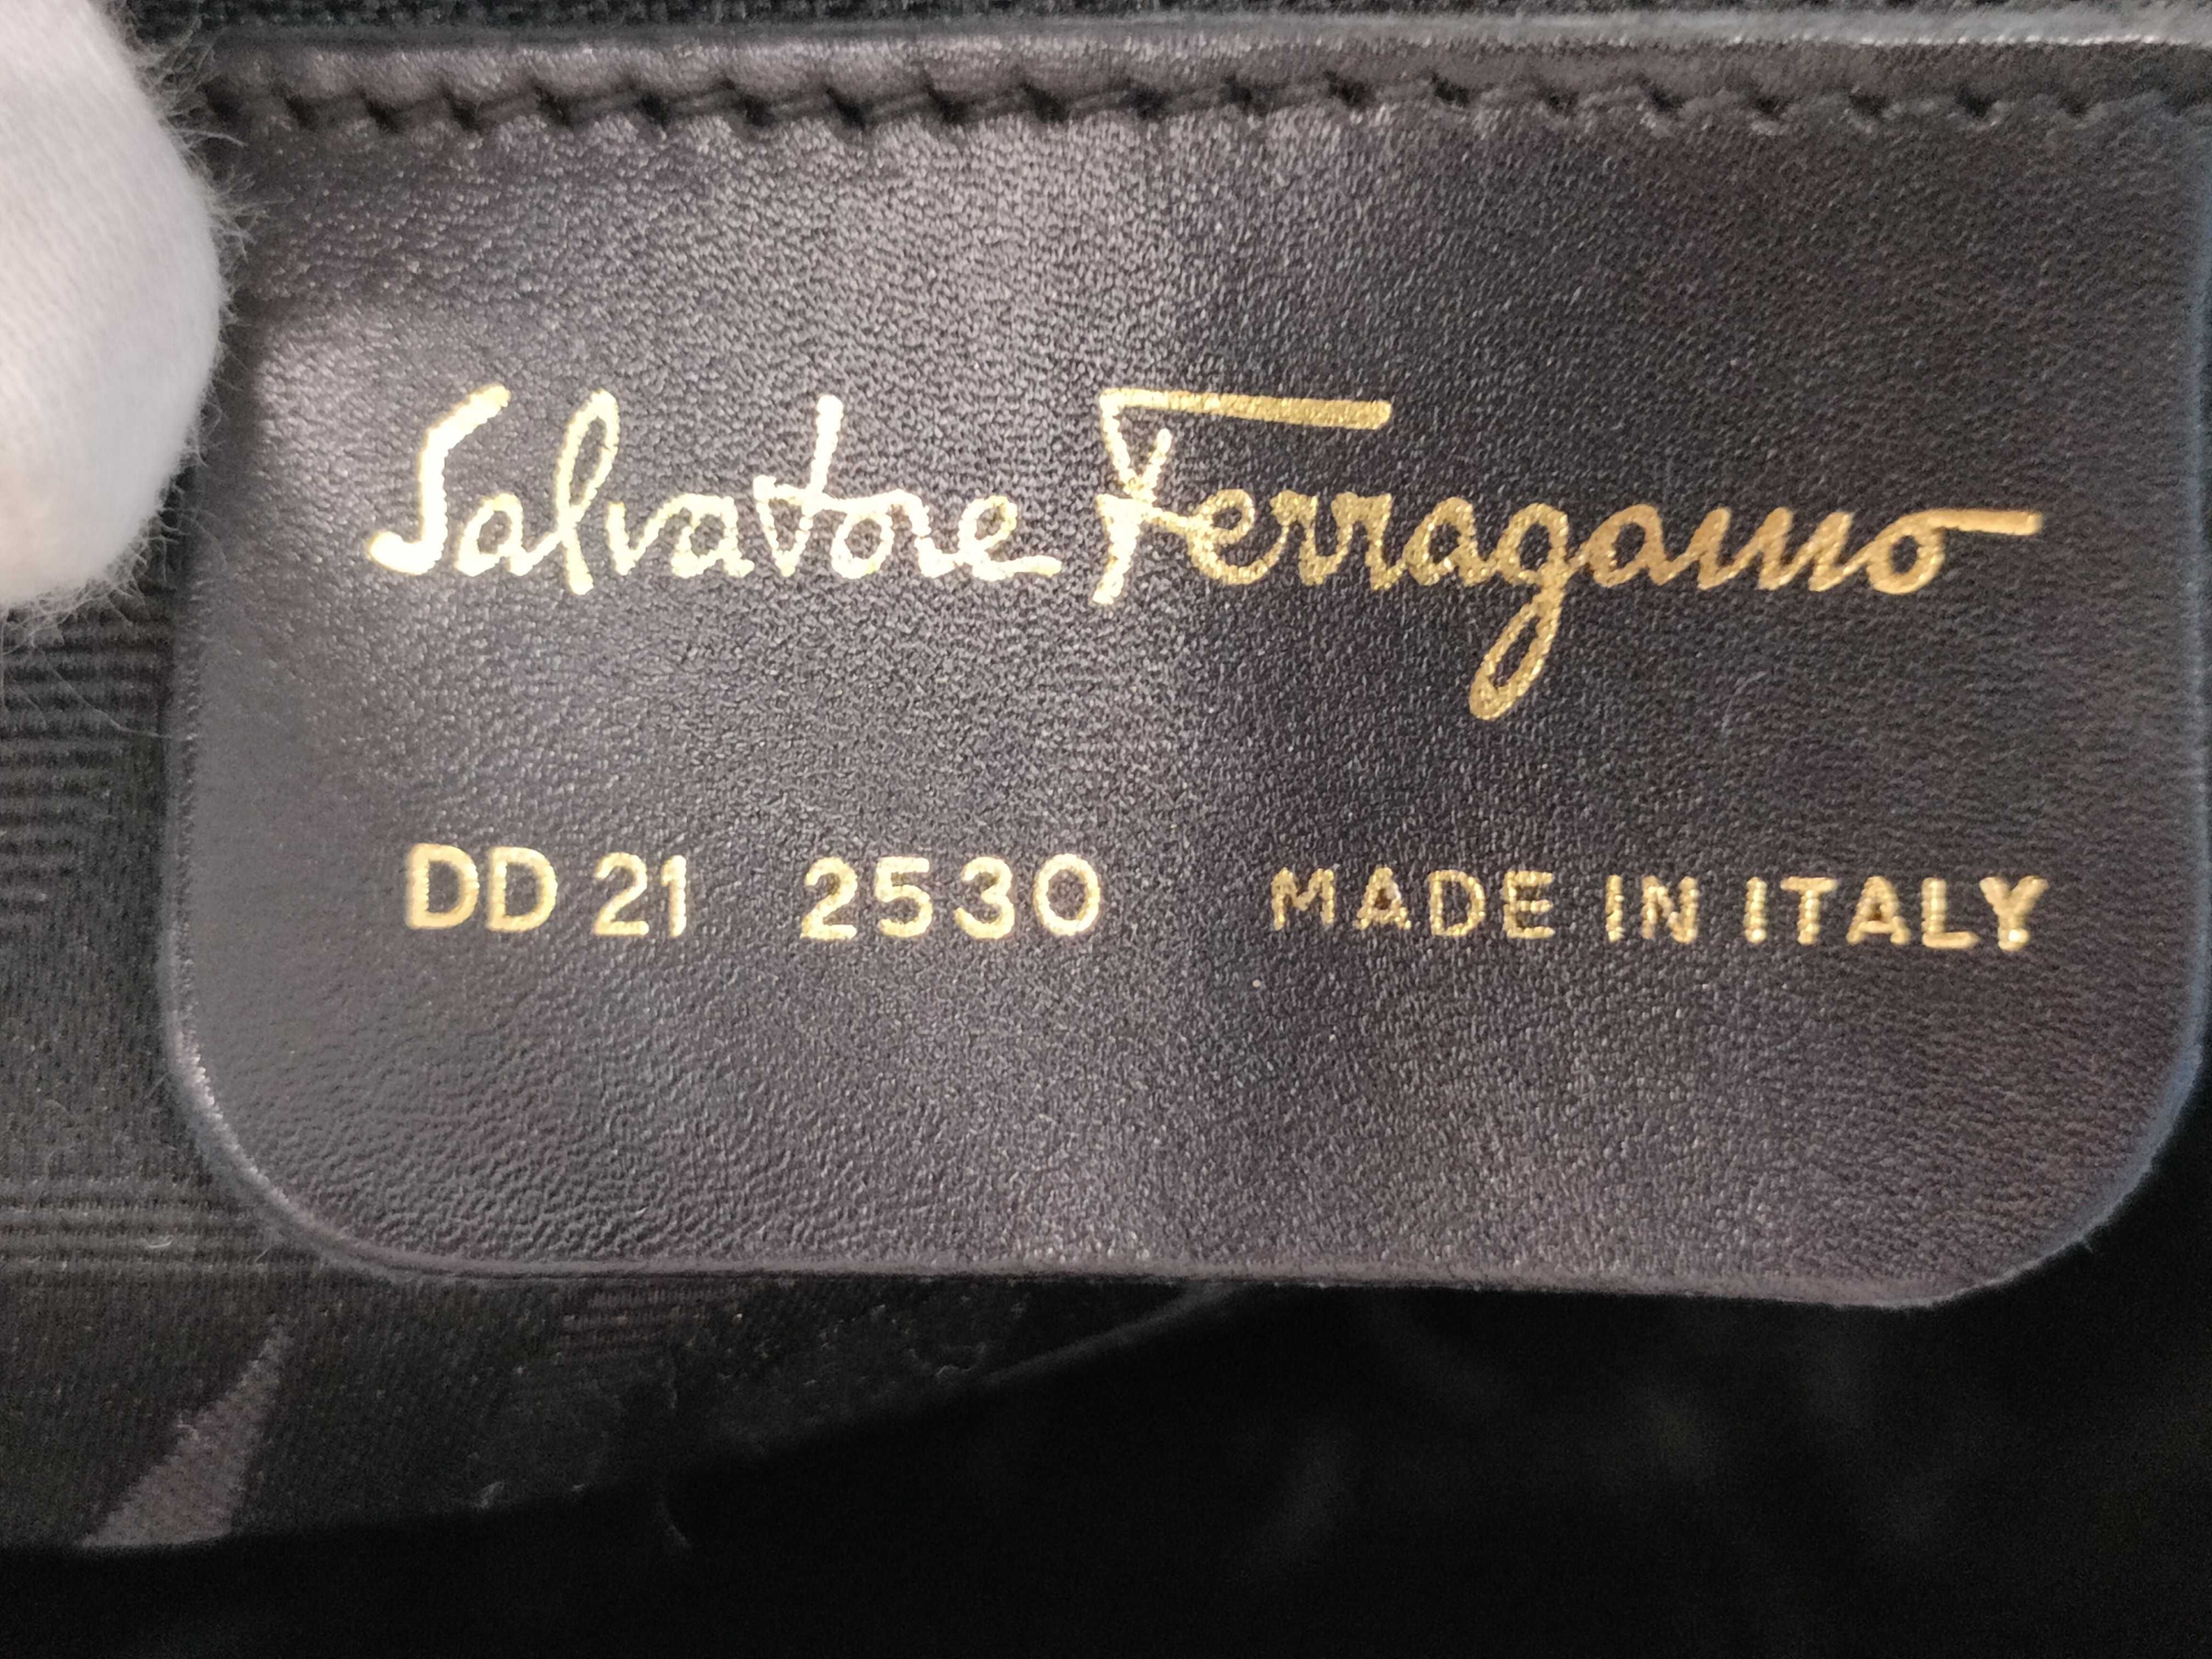 Salvatore Ferragamo
DD 21 2530 MADE IN ITALY